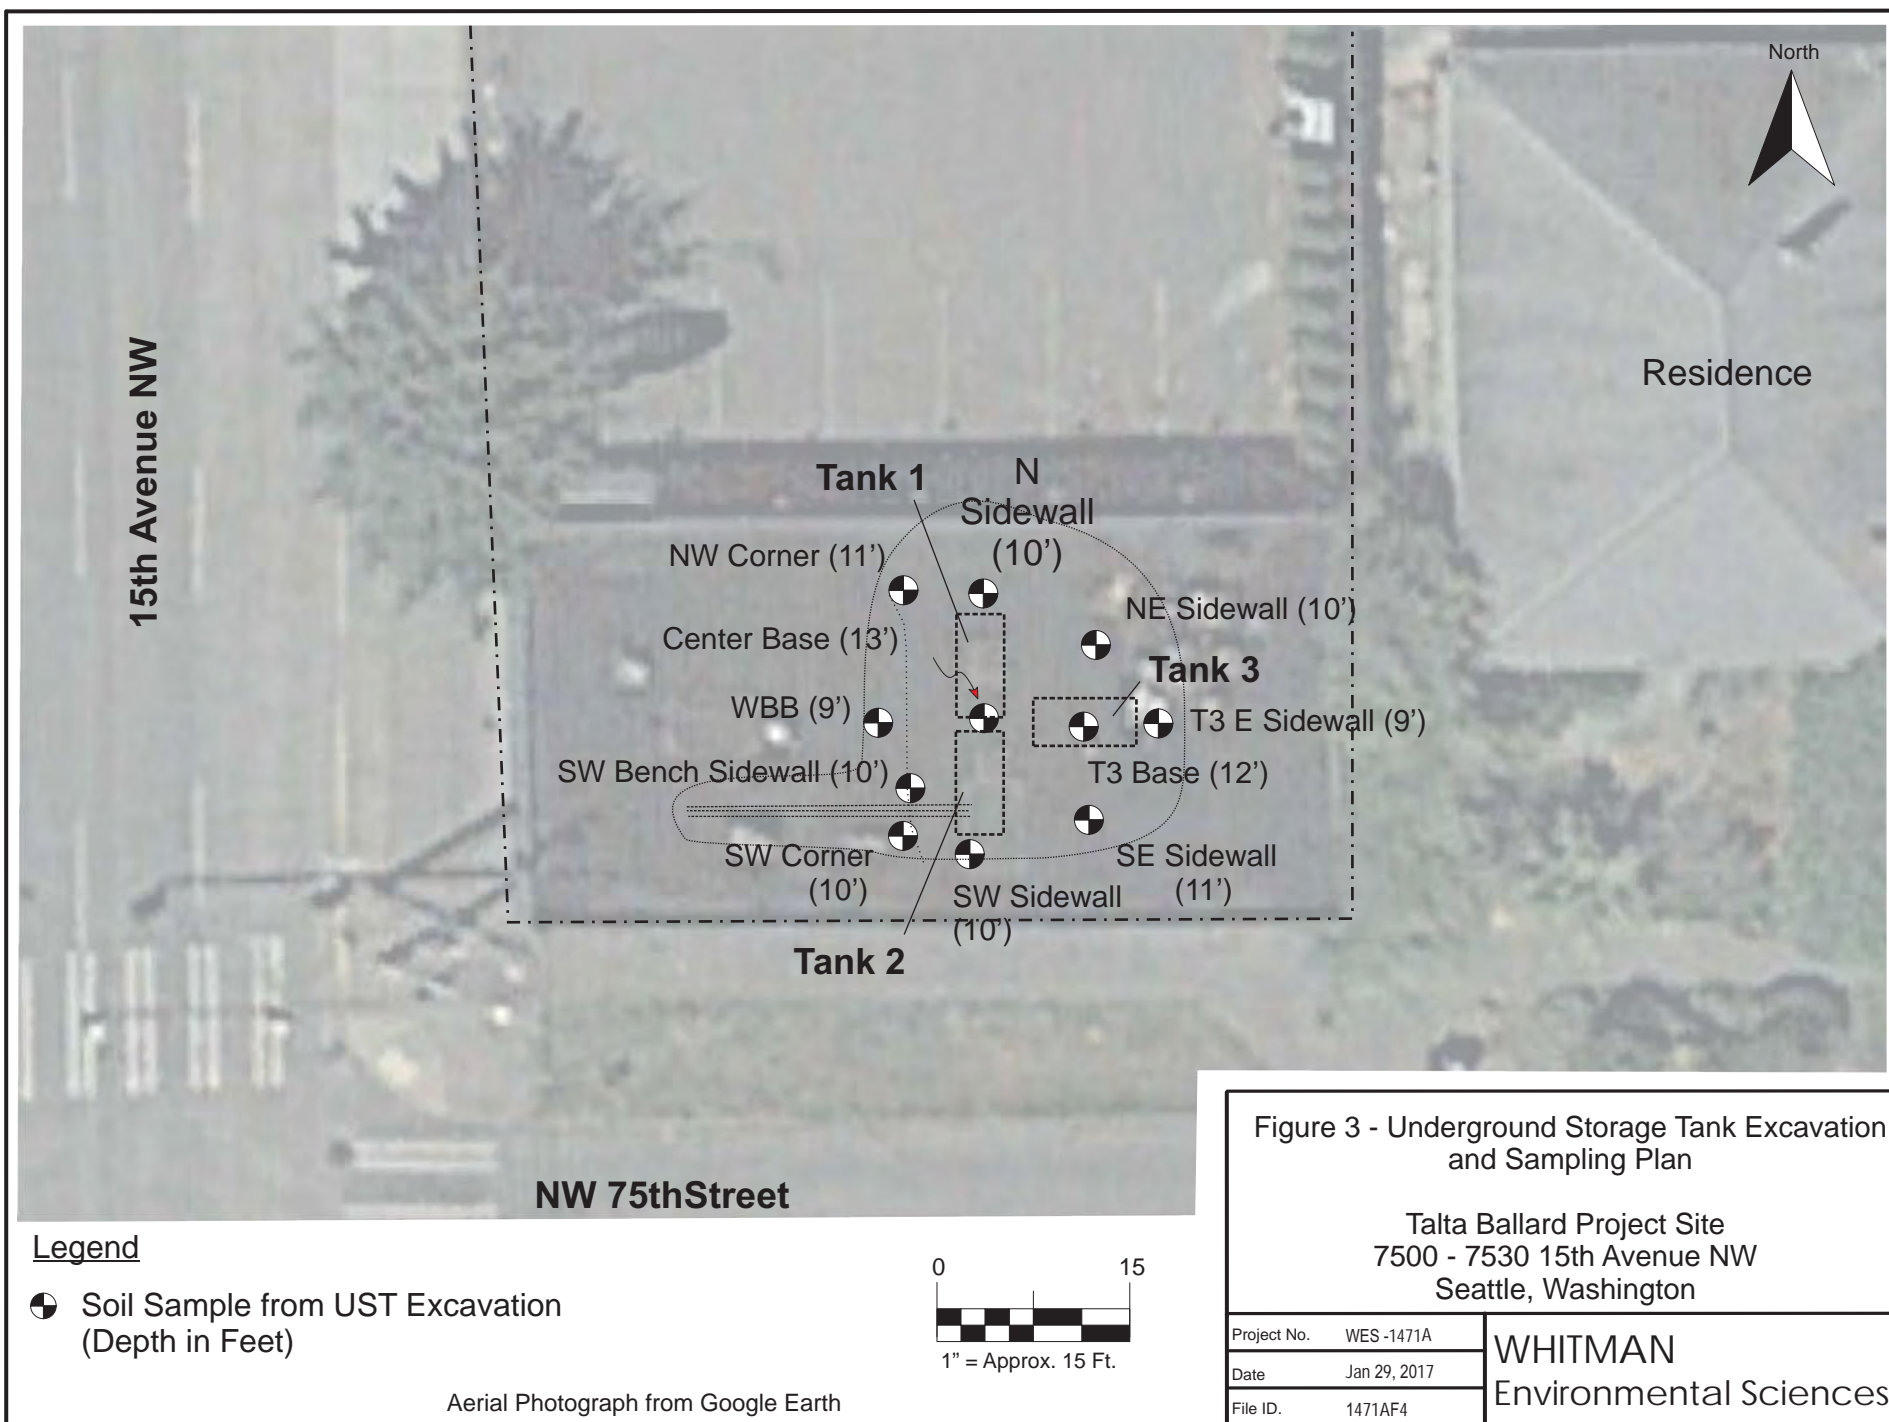 North
15th Avenue NW
Residence
Tank 1
N
Sidewall
(10’)
NW Corner (11’)
NE Sidewall (10’)
Center Base (13’)
Tank 3
WBB (9’)
T3 E Sidewall (9’)
SW Bench Sidewall (10’)
T3 Base (12’)
SW Corner
(10’)
SE Sidewall
(11’)
SW Sidewall
(10’)
Tank 2
NW 75thStreet
Legend
Soil Sample from UST Excavation
(Depth in Feet)
0 15
1” = Approx. 15 Ft.
Aerial Photograph from Google Earth
Figure 3 - Underground Storage Tank Excavation
and Sampling Plan
Talta Ballard Project Site
7500 - 7530 15th Avenue NW
Seattle, Washington
Project No. WES -1471A
Date Jan 29, 2017
File ID. 1471AF4
WHITMAN
Environmental Sciences